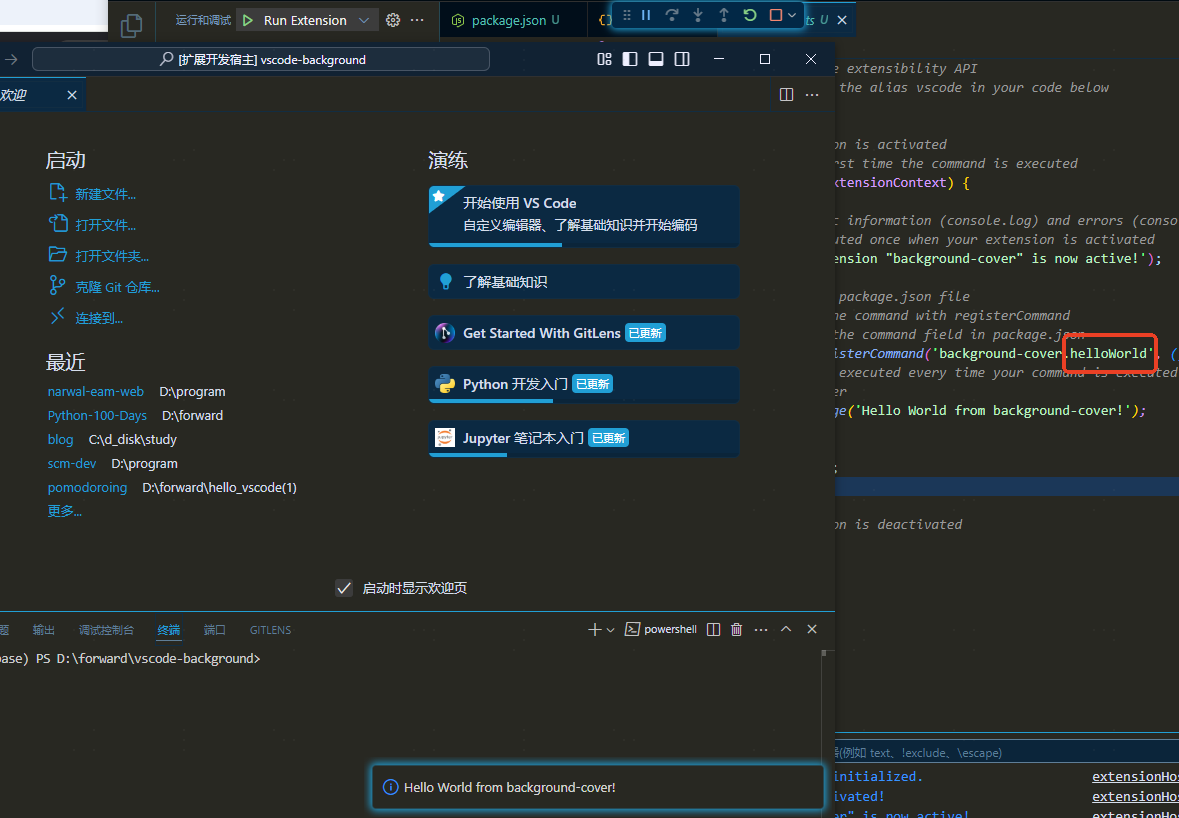 运行和调试 Run Extension package.json U ts U
[扩展开发宿主] vscode-background
欢迎
启动
新建文件...
打开文件...
打开文件夹...
克隆 Git 仓库...
连接到...
最近
narwal-eam-web D:\program
Python-100-Days D:\forward
blog C:\d_disk\study
scm-dev D:\program
pomodoroing D:\forward\hello_vscode(1)
更多...
演练
开始使用 VS Code
自定义编辑器、了解基础知识并开始编码
了解基础知识
Get Started With GitLens 已更新
Python 开发入门 已更新
Jupyter 笔记本入门 已更新
启动时显示欢迎页
e extensibility API
the alias vscode in your code below
on is activated
rst time the command is executed
xtensionContext) {
c information (console.log) and errors (conso
uted once when your extension is activated
ension "background-cover" is now active!');
package.json file
he command with registerCommand
the command field in package.json
isterCommand('background-cover.helloWorld', (
executed every time your command is executed
er
ge('Hello World from background-cover!');
;
on is deactivated
题 输出 调试控制台 终端 端口 GITLENS
powershell
base) PS D:\forward\vscode-background>
Hello World from background-cover!
(例如 text、!exclude、\escape)
initialized. extensionHos
ivated! extensionHos
er" is now active! extensionHos